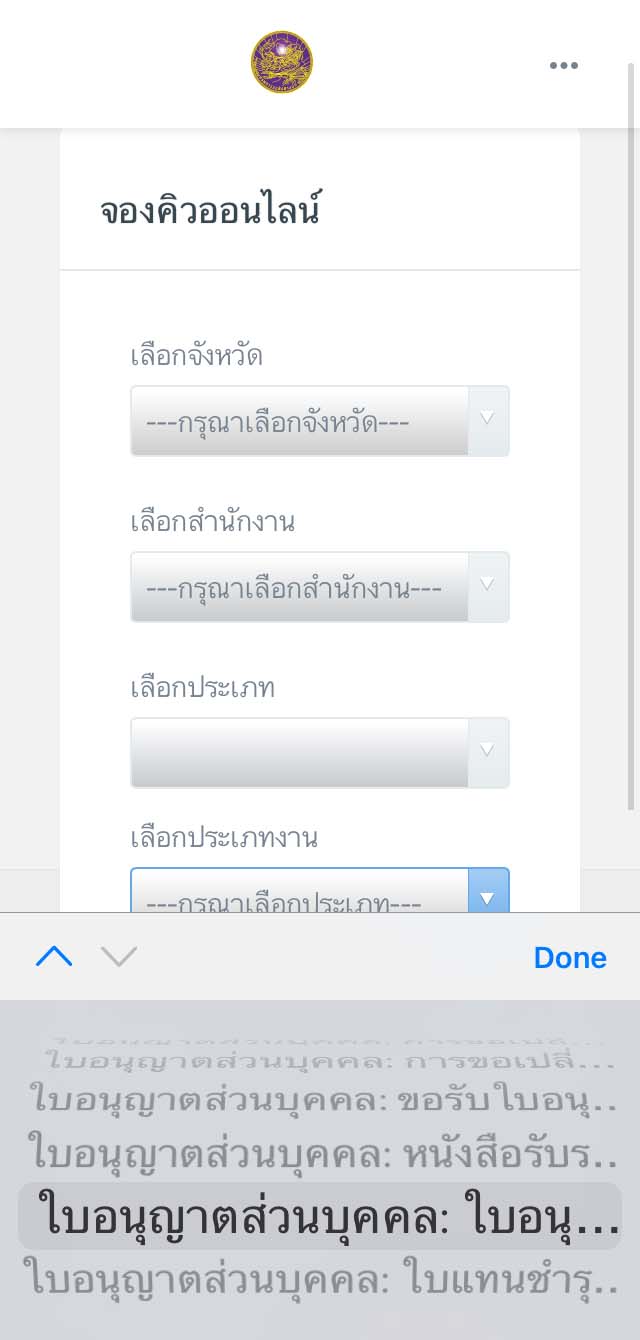 จองคิวออนไลน์
เลือกจังหวัด
---กรุณาเลือกจังหวัด---
เลือกสำนักงาน
---กรุณาเลือกสำนักงาน---
เลือกประเภท
เลือกประเภทงาน
---กรุณาเลือกประเภท---
Done
ใบอนุญาตส่วนบุคคล: การขอเปลี่...
ใบอนุญาตส่วนบุคคล: ขอรับใบอนุ...
ใบอนุญาตส่วนบุคคล: หนังสือรับร...
ใบอนุญาตส่วนบุคคล: ใบอนุ...
ใบอนุญาตส่วนบุคคล: ใบแทนชำรุ...